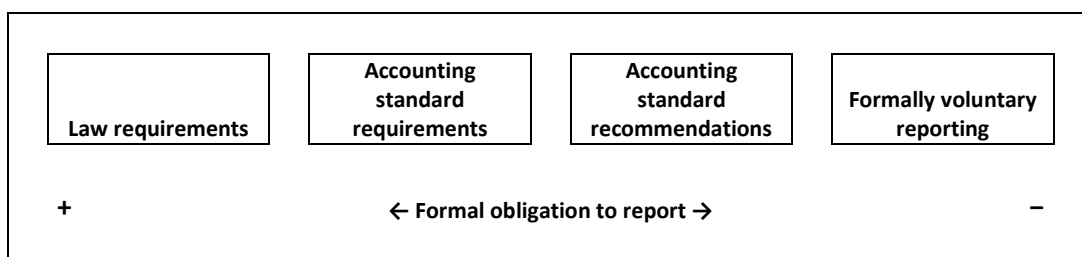 Law requirements
Accounting
standard
requirements
Accounting
standard
recommendations
Formally voluntary
reporting
+
← Formal obligation to report →
−